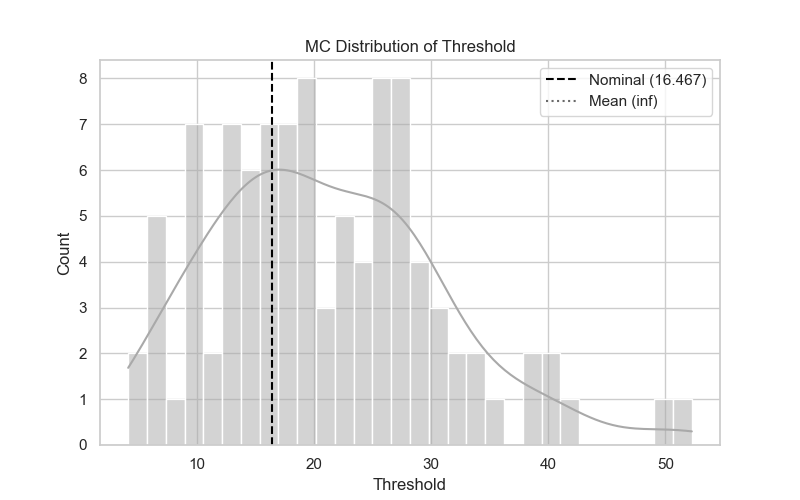 MC Distribution of Threshold
Nominal (16.467)
Mean (inf)
8
7
6
5
4
3
2
1
0
Count
10 20 30 40 50
Threshold